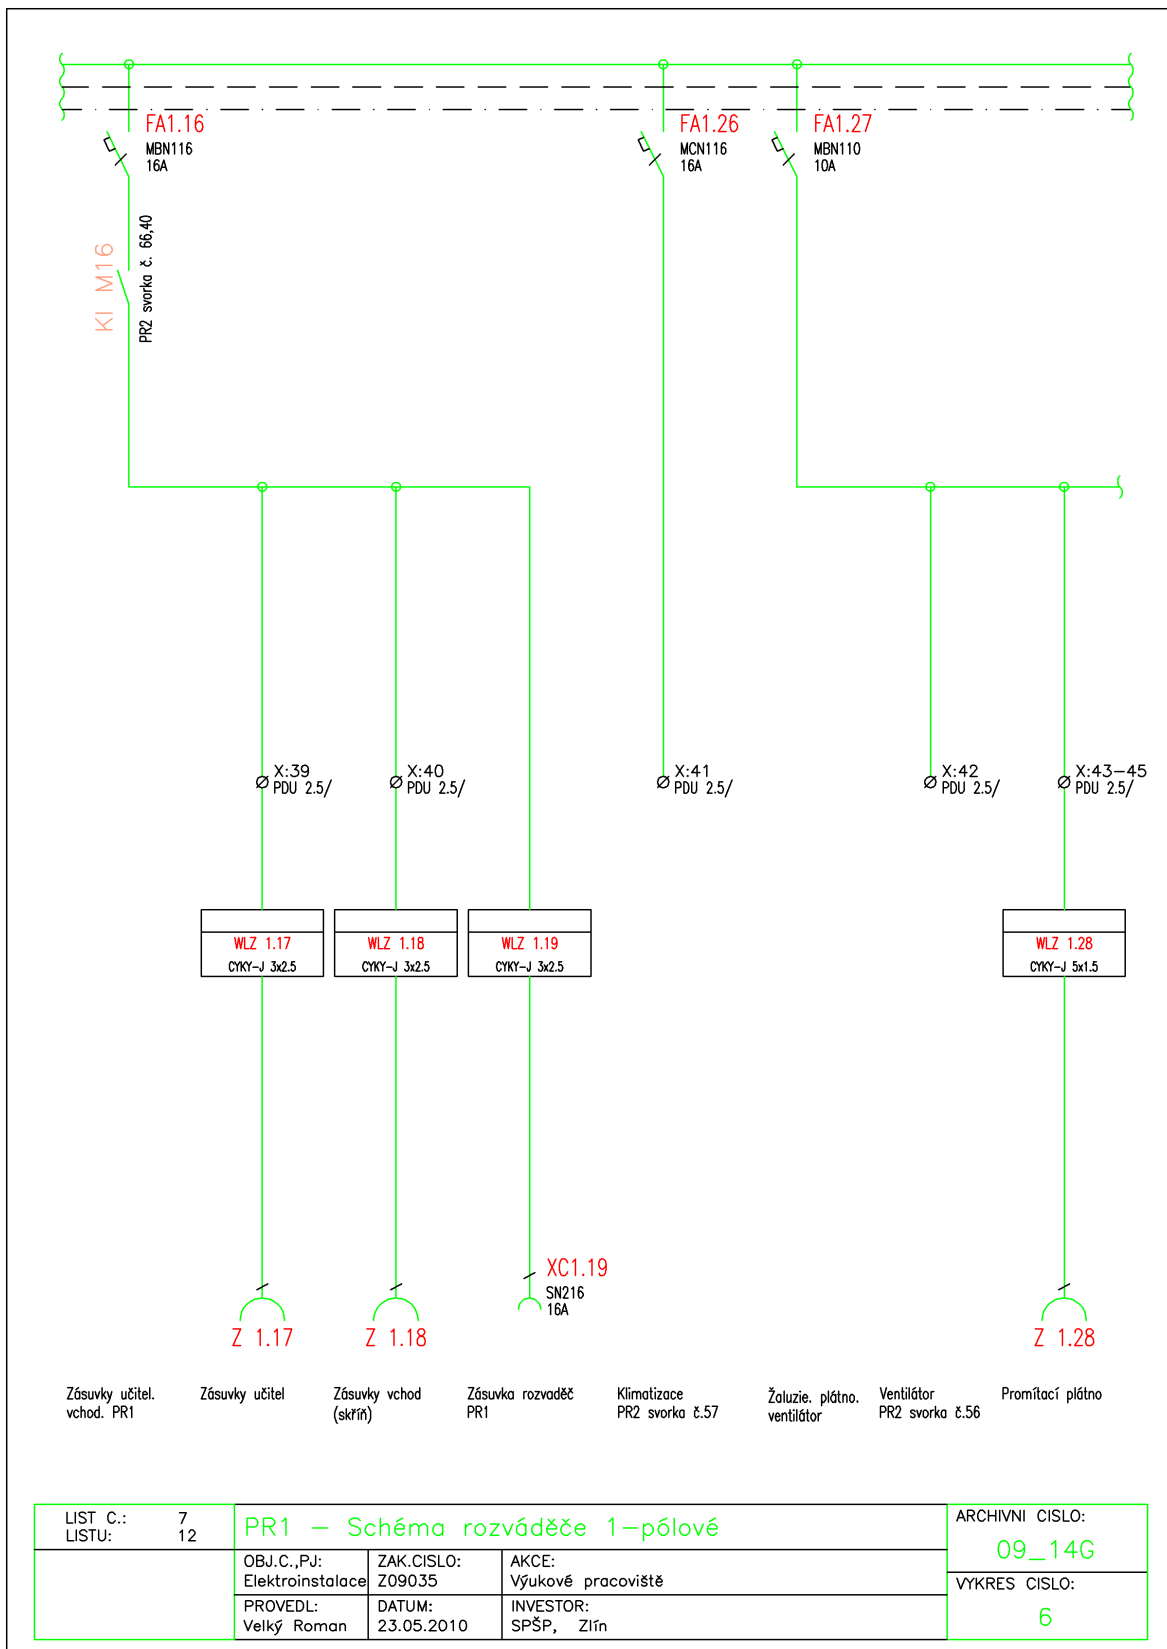 FA1.16
MBN116
16A
FA1.26
MCN116
16A
FA1.27
MBN110
10A
KI M16
PR2 svorka č. 66,40
X:39
PDU 2.5/
X:40
PDU 2.5/
X:41
PDU 2.5/
X:42
PDU 2.5/
X:43-45
PDU 2.5/
WLZ 1.17
CYKY-J 3x2.5
WLZ 1.18
CYKY-J 3x2.5
WLZ 1.19
CYKY-J 3x2.5
WLZ 1.28
CYKY-J 5x1.5
XC1.19
SN216
16A
Z 1.17
Z 1.18
Z 1.28
Zásuvky učitel.
vchod. PR1
Zásuvky učitel
Zásuvky vchod
(skříň)
Zásuvka rozvaděč
PR1
Klimatizace
PR2 svorka č.57
Žaluzie. plátno.
ventilátor
Ventilátor
PR2 svorka č.56
Promítací plátno
LIST C.: 7
LISTU: 12
PR1 - Schéma rozváděče 1-pólové
OBJ.C.,PJ:
Elektroinstalace
ZAK.CISLO:
Z09035
AKCE:
Výukové pracoviště
PROVEDL:
Velký Roman
DATUM:
23.05.2010
INVESTOR:
SPŠP, Zlín
ARCHIVNI CISLO:
09_14G
VYKRES CISLO:
6